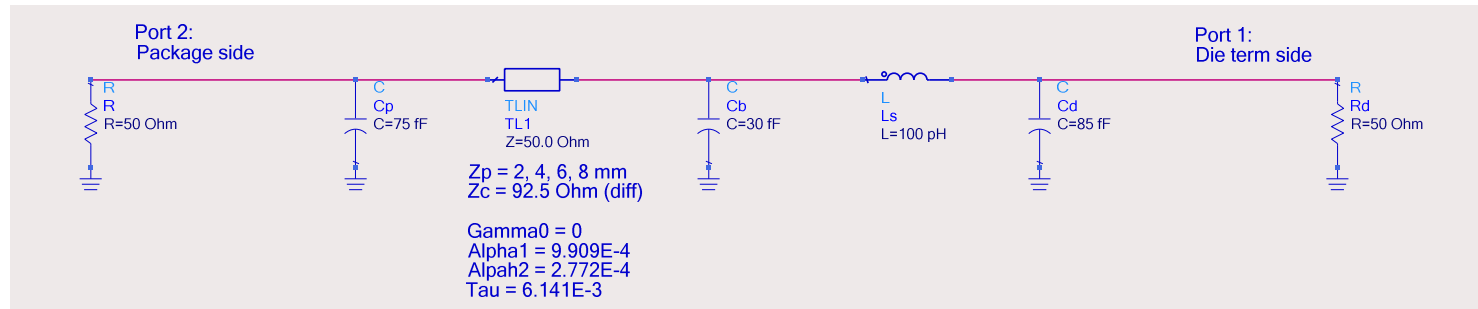 Port 2:
Package side
Port 1:
Die term side
R
R
R=50 Ohm
C
Cp
C=75 fF
TLIN
TL1
Z=50.0 Ohm
C
Cb
C=30 fF
L
Ls
L=100 pH
C
Cd
C=85 fF
R
Rd
R=50 Ohm
Zp = 2, 4, 6, 8 mm
Zc = 92.5 Ohm (diff)
Gamma0 = 0
Alpha1 = 9.909E-4
Alpah2 = 2.772E-4
Tau = 6.141E-3